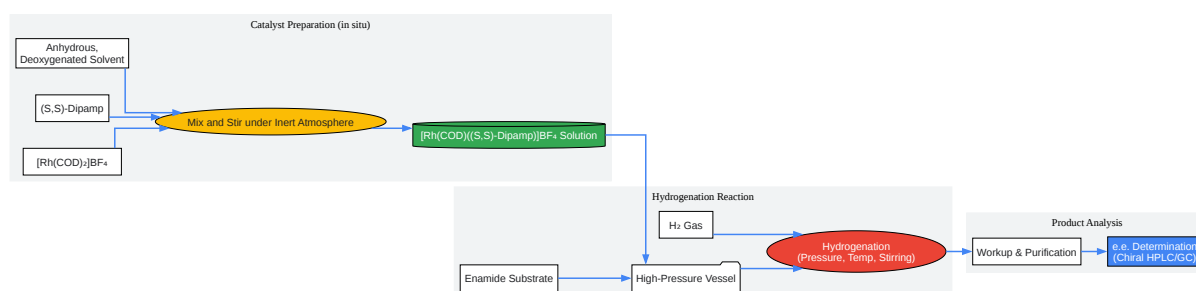 Catalyst Preparation (in situ)
Anhydrous,
Deoxygenated Solvent
(S,S)-Dipamp
[Rh(COD)₂]BF₄
Mix and Stir under Inert Atmosphere
[Rh(COD)((S,S)-Dipamp)]BF₄ Solution
Hydrogenation Reaction
H₂ Gas
Enamide Substrate
High-Pressure Vessel
Hydrogenation
(Pressure, Temp, Stirring)
Product Analysis
Workup & Purification
e.e. Determination
(Chiral HPLC/GC)